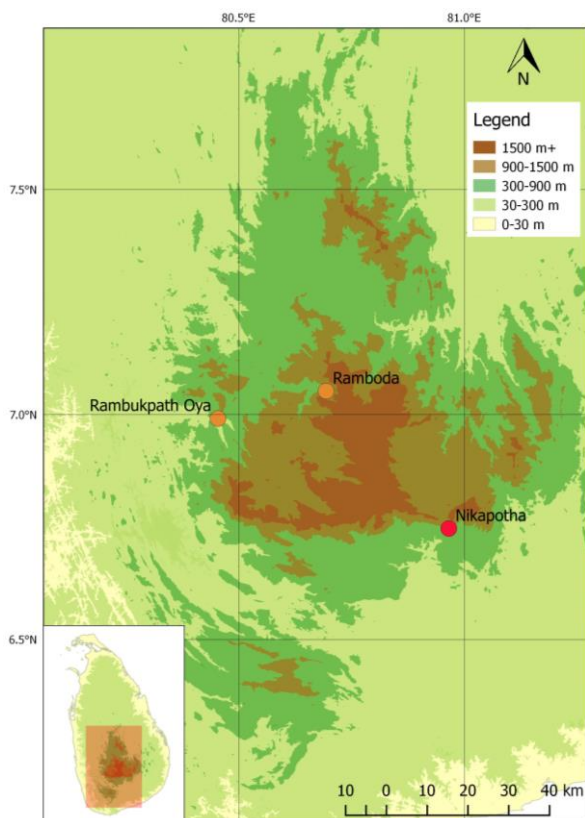 80.5°E
81.0°E
N
Legend
1500 m+
900-1500 m
300-900 m
30-300 m
0-30 m
7.5°N
Ramboda
Rambukpath Oya
7.0°N
Nikapotha
6.5°N
10 0 10 20 30 40 km